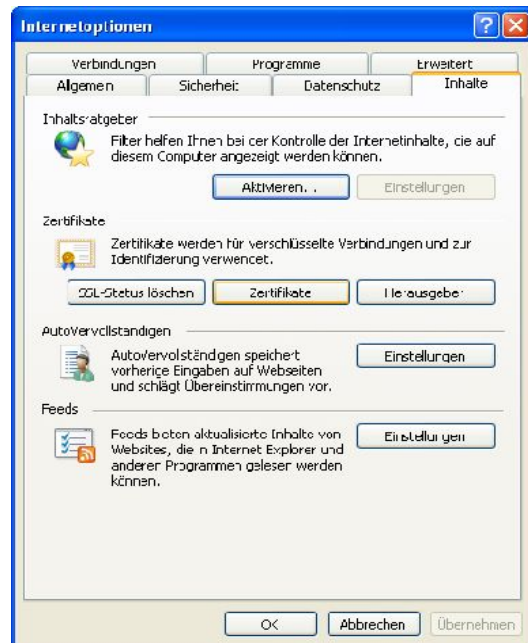 Internetoptionen
Verbindungen Programme Erweitert
Allgemein Sicherheit Datenschutz Inhalte
Inhaltsratgeber
Filter helfen Ihnen bei der Kontrolle der Internetinhalte, die auf
diesem Computer angezeigt werden können.
Aktivieren... Einstellungen
Zertifikate
Zertifikate werden für verschlüsselte Verbindungen und zur
Identifizierung verwendet.
SSL-Status löschen Zertifikate Herausgeber
AutoVervollständigen
AutoVervollständigen speichert
vorherige Eingaben auf Webseiten
und schlägt Übereinstimmungen vor.
Einstellungen
Feeds
Feeds bieten aktualisierte Inhalte von
Websites, die in Internet Explorer und
anderen Programmen gelesen werden
können.
Einstellungen
OK Abbrechen Übernehmen